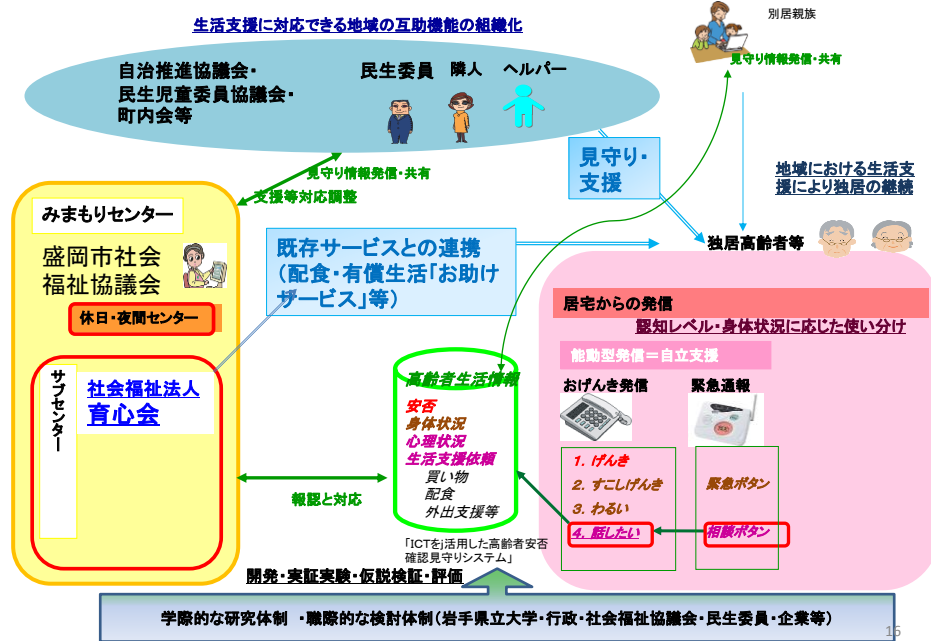 生活支援に対応できる地域の互助機能の組織化
別居親族
見守り情報発信・共有
自治推進協議会・
民生児童委員協議会・
町内会等
民生委員
隣人
ヘルパー
見守り・
支援
見守り情報発信・共有
支援等対応調整
地域における生活支
援により独居の継続
みまもりセンター
盛岡市社会
福祉協議会
休日・夜間センター
サブセンター
社会福祉法人
育心会
既存サービスとの連携
（配食・有償生活「お助け
サービス」等）
独居高齢者等
居宅からの発信
認知レベル・身体状況に応じた使い分け
能動型発信＝自立支援
おげんき発信
緊急通報
1. げんき
2. すこしげんき
3. わるい
4. 話したい
緊急ボタン
相談ボタン
高齢者生活情報
安否
身体状況
心理状況
生活支援依頼
買い物
配食
外出支援等
報認と対応
「ICTをj活用した高齢者安否
確認見守りシステム」
開発・実証実験・仮説検証・評価
学際的な研究体制 ・職際的な検討体制（岩手県立大学・行政・社会福祉協議会・民生委員・企業等）
16